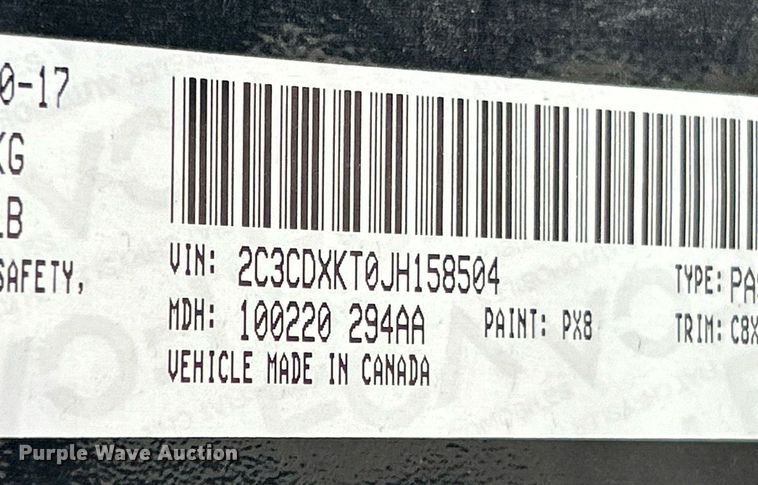 0-17
KG
LB
SAFETY,
VIN: 2C3CDXKT0JH158504
TYPE: PAS
MDH: 100220 294AA PAINT: PX8
TRIM: C8X
VEHICLE MADE IN CANADA
Purple Wave Auction